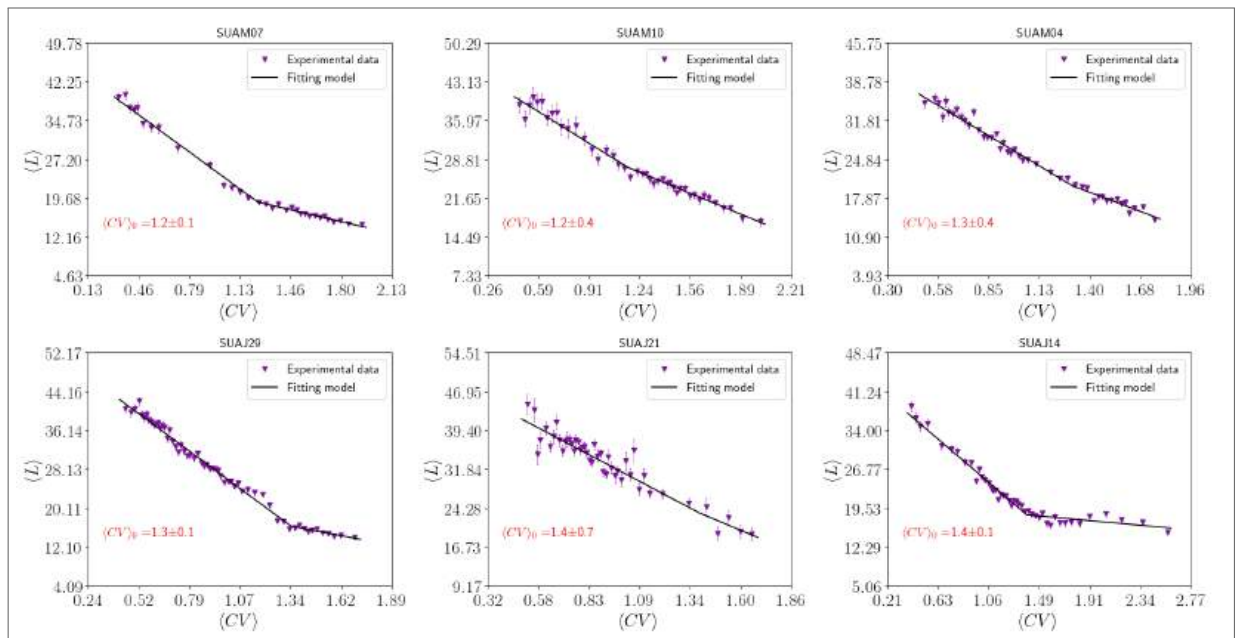 SUAM07
49.78
42.25
34.73
27.20
19.68
12.16
4.63
⟨L⟩
Experimental data
Fitting model
⟨CV⟩₀ =1.2±0.1
0.13 0.46 0.79 1.13 1.46 1.80 2.13
⟨CV⟩
SUAM10
50.29
43.13
35.97
28.81
21.65
14.49
7.33
⟨L⟩
Experimental data
Fitting model
⟨CV⟩₀ =1.2±0.4
0.26 0.59 0.91 1.24 1.56 1.89 2.21
⟨CV⟩
SUAM04
45.75
38.78
31.81
24.84
17.87
10.90
3.93
⟨L⟩
Experimental data
Fitting model
⟨CV⟩₀ =1.3±0.4
0.30 0.58 0.85 1.13 1.40 1.68 1.96
⟨CV⟩
SUAJ29
52.17
44.16
36.14
28.13
20.11
12.10
4.09
⟨L⟩
Experimental data
Fitting model
⟨CV⟩₀ =1.3±0.1
0.24 0.52 0.79 1.07 1.34 1.62 1.89
⟨CV⟩
SUAJ21
54.51
46.95
39.40
31.84
24.28
16.73
9.17
⟨L⟩
Experimental data
Fitting model
⟨CV⟩₀ =1.4±0.7
0.32 0.58 0.83 1.09 1.34 1.60 1.86
⟨CV⟩
SUAJ14
48.47
41.24
34.00
26.77
19.53
12.29
5.06
⟨L⟩
Experimental data
Fitting model
⟨CV⟩₀ =1.4±0.1
0.21 0.63 1.06 1.49 1.91 2.34 2.77
⟨CV⟩